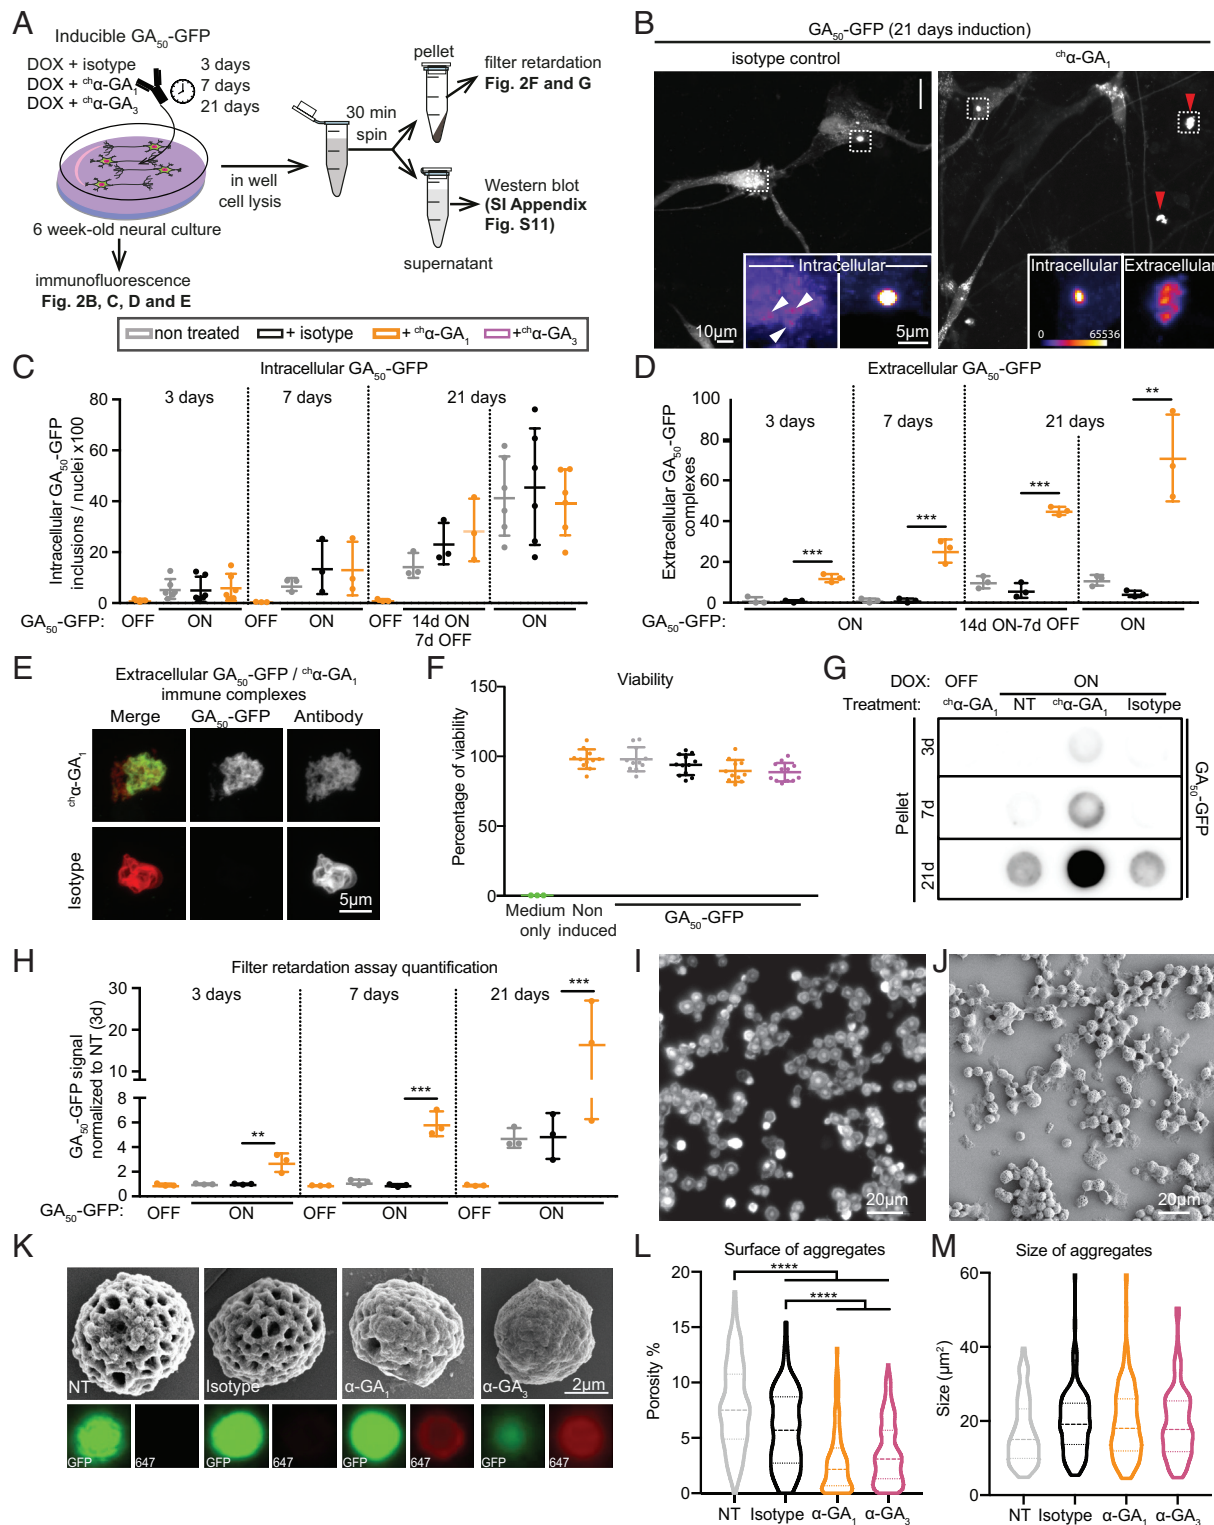 A
Inducible GA50-GFP
DOX + isotype 3 days
DOX + chα-GA1 7 days
DOX + chα-GA3 21 days
6 week-old neural culture
immunofluorescence
Fig. 2B, C, D and E
in well
cell lysis
30 min
spin
pellet
filter retardation
Fig. 2F and G
Western blot
(SI Appendix
Fig. S11)
supernatant
B
GA50-GFP (21 days induction)
isotype control
chα-GA1
Intracellular
10µm
5µm
Intracellular
Extracellular
0
65536
non treated
+ isotype
+ chα-GA1
+chα-GA3
C
Intracellular GA50-GFP
Intracellular GA50-GFP
inclusions / nuclei x100
80
60
40
20
0
3 days
7 days
21 days
GA50-GFP: OFF ON OFF ON OFF 14d ON ON
7d OFF
D
Extracellular GA50-GFP
Extracellular GA50-GFP
complexes
100
80
60
40
20
0
3 days
7 days
21 days
***
***
***
**
GA50-GFP: ON 14d ON-7d OFF ON
E
Extracellular GA50-GFP / chα-GA1
immune complexes
Merge GA50-GFP Antibody
chα-GA1
Isotype
5µm
F
Viability
Percentage of viability
150
100
50
0
Medium
only
Non
induced
GA50-GFP
G
DOX: OFF ON
Treatment: chα-GA1 NT chα-GA1 Isotype
Pellet
3d
7d
21d
GA50-GFP
H
Filter retardation assay quantification
GA50-GFP signal
normalized to NT (3d)
30
20
10
8
6
4
2
0
3 days
7 days
21 days
**
***
***
GA50-GFP: OFF ON OFF ON OFF ON
I
20µm
J
20µm
K
NT
Isotype
α-GA1
α-GA3
2µm
GFP 647 GFP 647 GFP 647 GFP 647
L
Surface of aggregates
Porosity %
20
15
10
5
0
****
****
NT Isotype α-GA1 α-GA3
M
Size of aggregates
Size (µm²)
60
40
20
0
NT Isotype α-GA1 α-GA3